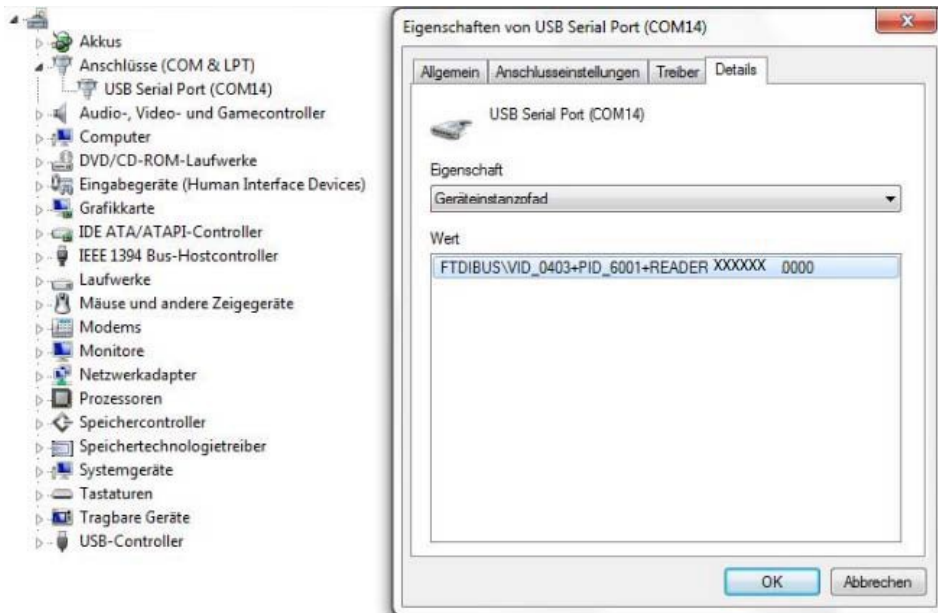 Akkus
Anschlüsse (COM & LPT)
USB Serial Port (COM14)
Audio-, Video- und Gamecontroller
Computer
DVD/CD-ROM-Laufwerke
Eingabegeräte (Human Interface Devices)
Grafikkarte
IDE ATA/ATAPI-Controller
IEEE 1394 Bus-Hostcontroller
Laufwerke
Mäuse und andere Zeigegeräte
Modems
Monitore
Netzwerkadapter
Prozessoren
Speichercontroller
Speichertechnologietreiber
Systemgeräte
Tastaturen
Tragbare Geräte
USB-Controller
Eigenschaften von USB Serial Port (COM14)
Allgemein Anschlusseinstellungen Treiber Details
USB Serial Port (COM14)
Eigenschaft
Geräteinstanzpfad
Wert
FTDIBUS\VID_0403+PID_6001+READER XXXXXX 0000
OK Abbrechen